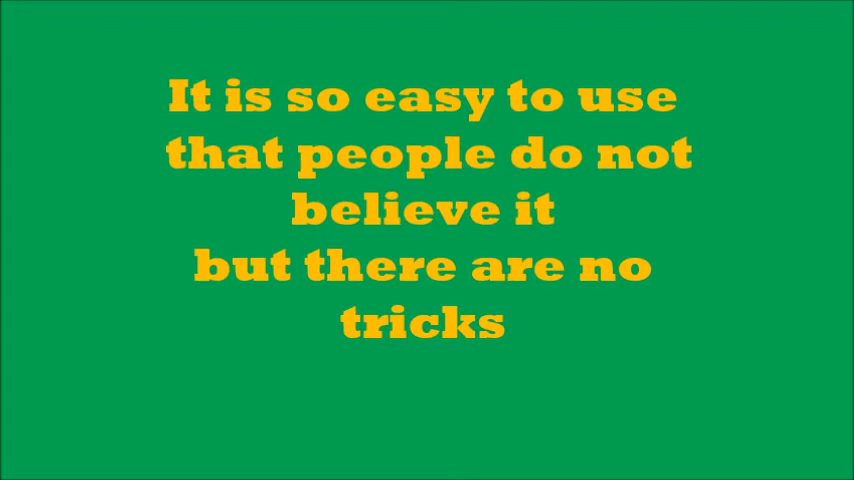 It is so easy to use
that people do not
believe it
but there are no
tricks